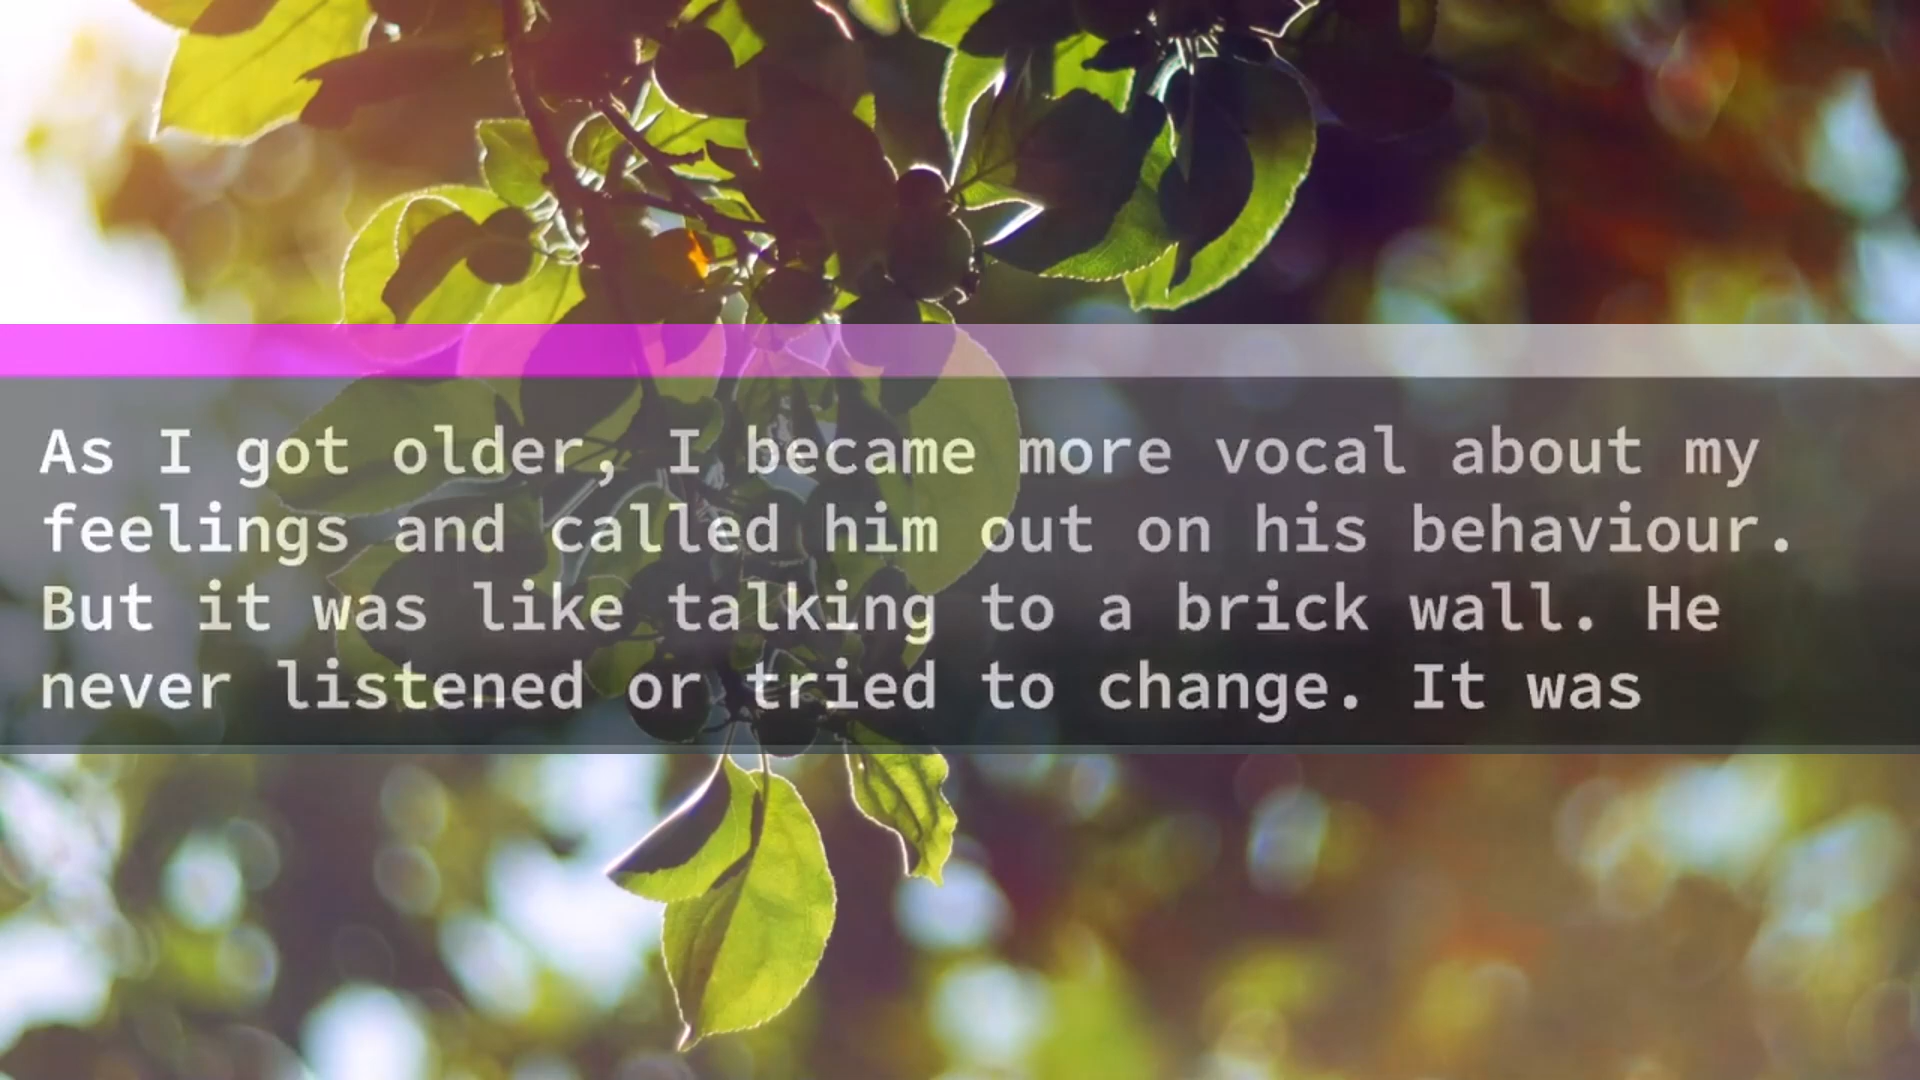 As I got older, I became more vocal about my
feelings and called him out on his behaviour.
But it was like talking to a brick wall. He
never listened or tried to change. It was